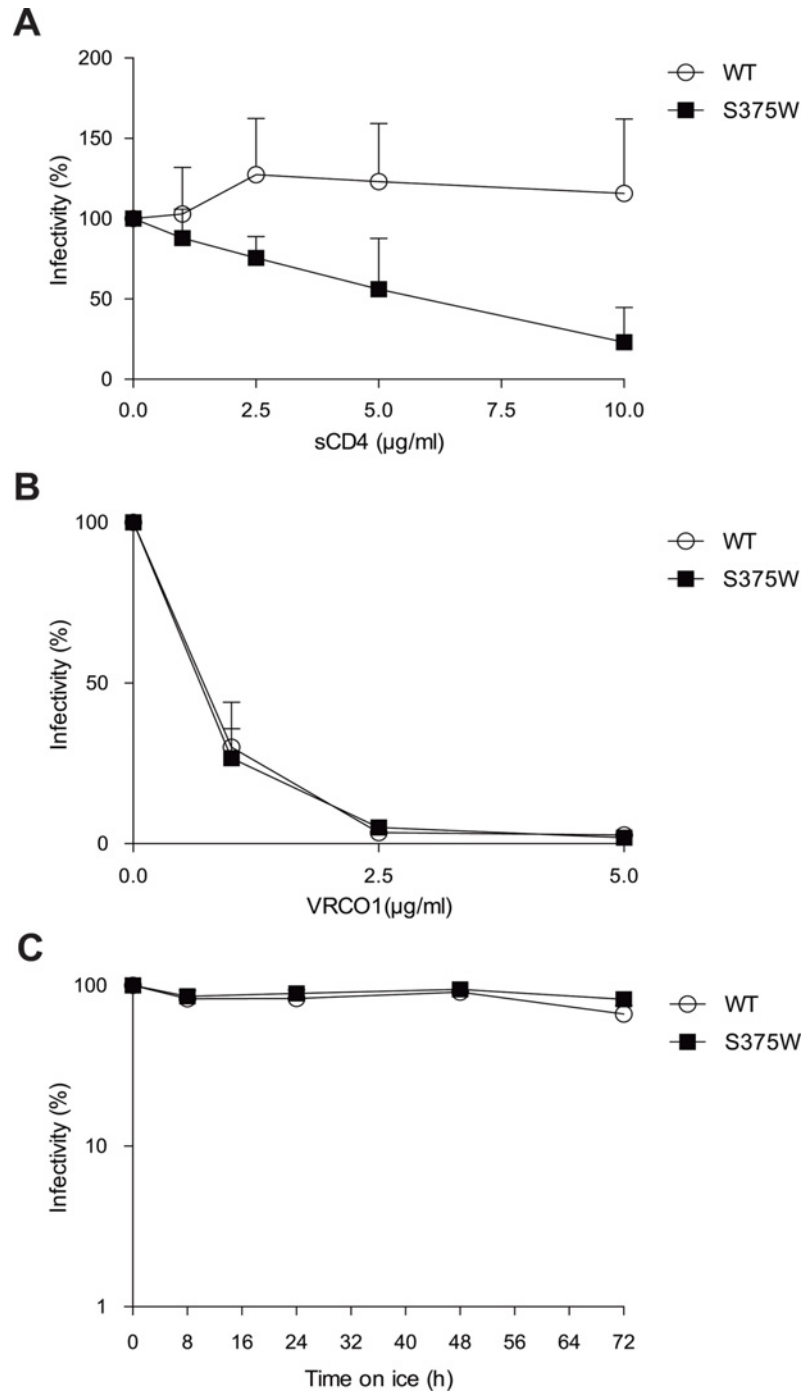 A
200
150
100
50
0
Infectivity (%)
0.0 2.5 5.0 7.5 10.0
sCD4 (µg/ml)
WT
S375W
B
100
50
0
Infectivity (%)
0.0 2.5 5.0
VRCO1(µg/ml)
WT
S375W
C
100
10
1
Infectivity (%)
0 8 16 24 32 40 48 56 64 72
Time on ice (h)
WT
S375W